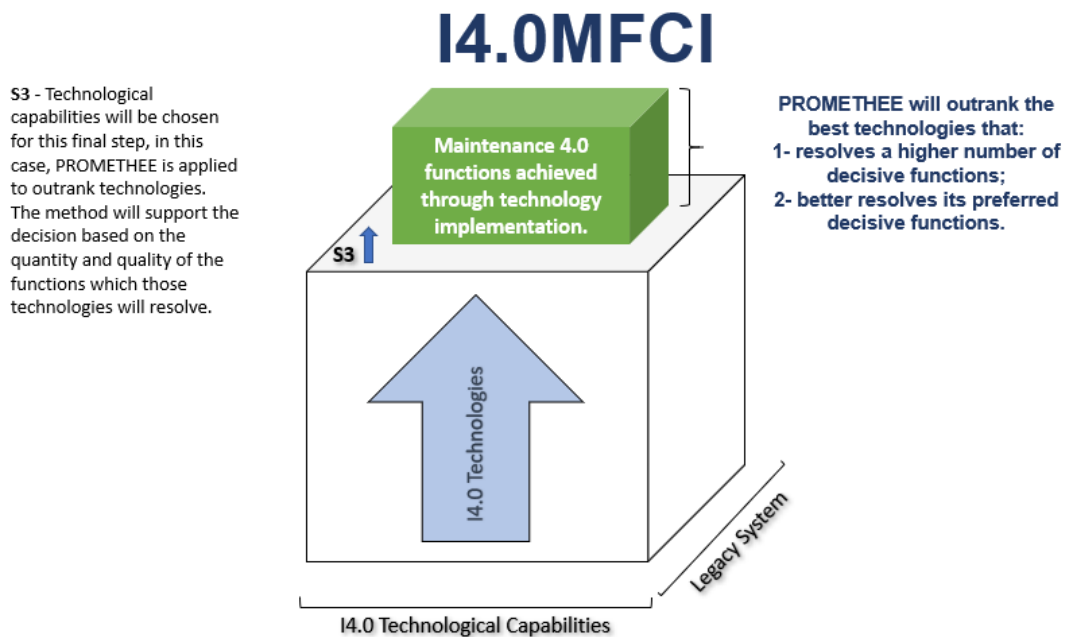 I4.0MFCI
S3 - Technological
capabilities will be chosen
for this final step, in this
case, PROMETHEE is applied
to outrank technologies.
The method will support the
decision based on the
quantity and quality of the
functions which those
technologies will resolve.
Maintenance 4.0
functions achieved
through technology
implementation.
PROMETHEE will outrank the
best technologies that:
1- resolves a higher number of
decisive functions;
2- better resolves its preferred
decisive functions.
S3
I4.0 Technologies
Legacy System
I4.0 Technological Capabilities